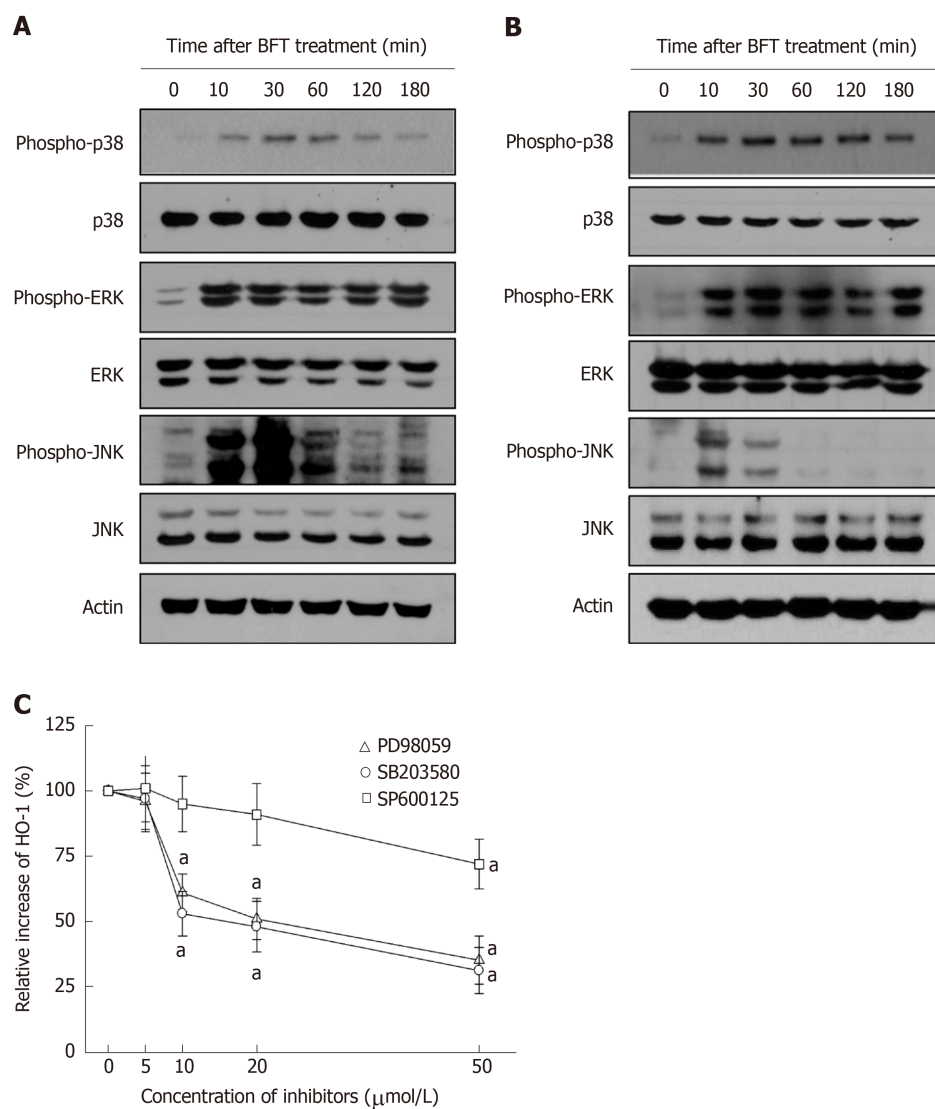 A
Time after BFT treatment (min)
0 10 30 60 120 180
Phospho-p38
p38
Phospho-ERK
ERK
Phospho-JNK
JNK
Actin
B
Time after BFT treatment (min)
0 10 30 60 120 180
Phospho-p38
p38
Phospho-ERK
ERK
Phospho-JNK
JNK
Actin
C
Relative increase of HO-1 (%)
125
100
75
50
25
0
PD98059
SB203580
SP600125
a
a
a
a
a
a
a
0 5 10 20 50
Concentration of inhibitors (μmol/L)